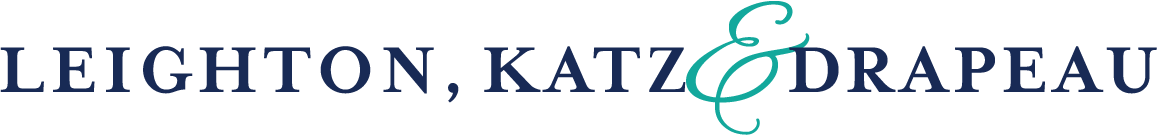 LEIGHTON, KATZ & DRAPEAU